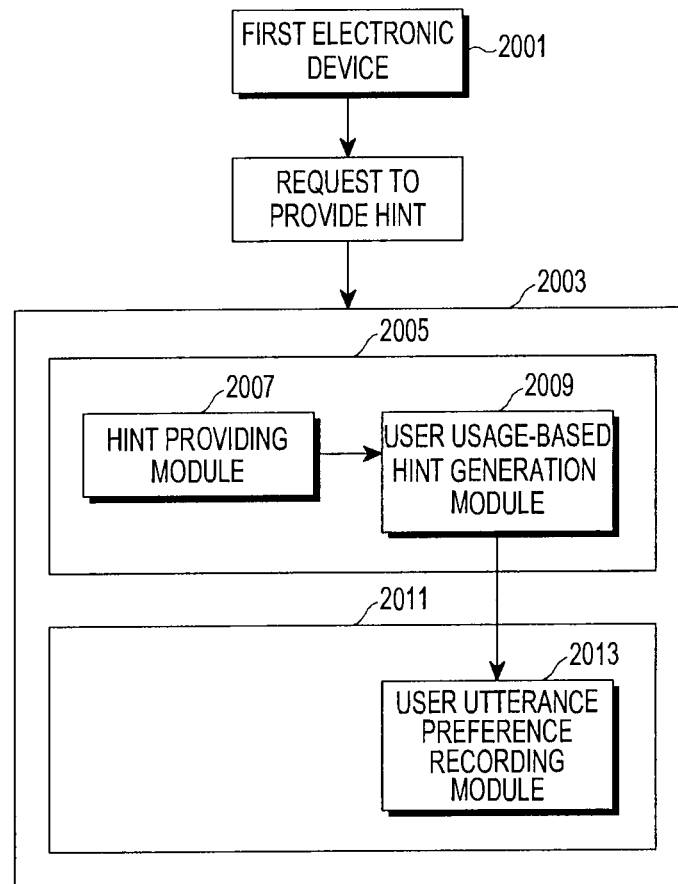 FIRST ELECTRONIC
DEVICE
2001
REQUEST TO
PROVIDE HINT
2003
2005
2007
2009
HINT PROVIDING
MODULE
USER USAGE-BASED
HINT GENERATION
MODULE
2011
2013
USER UTTERANCE
PREFERENCE
RECORDING
MODULE